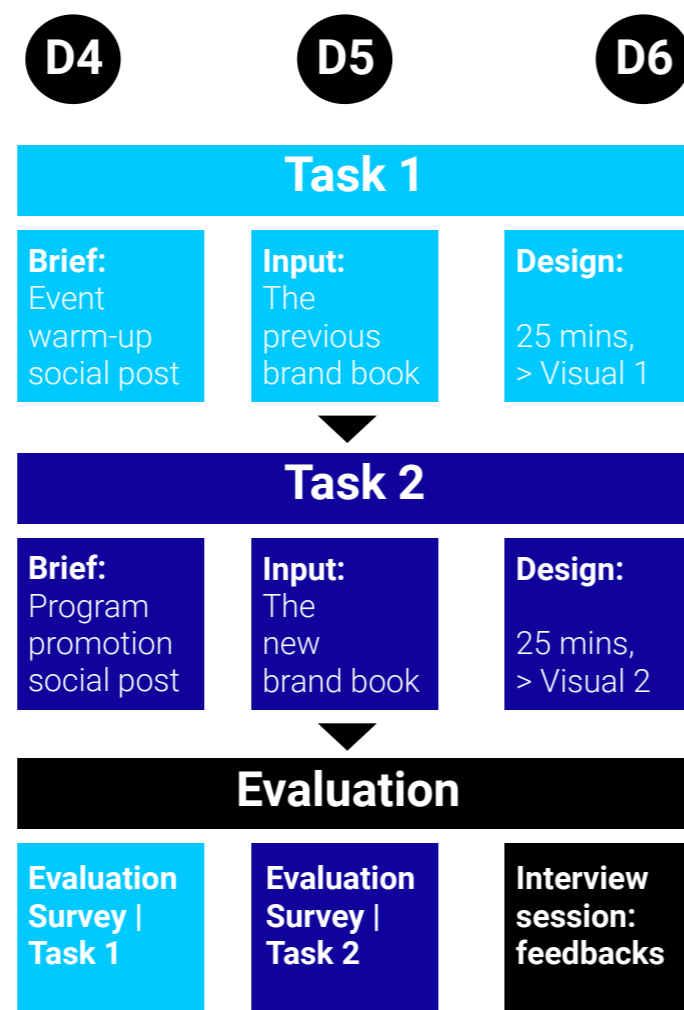 D4
D5
D6
Task 1
Brief:
Event
warm-up
social post
Input:
The
previous
brand book
Design:
25 mins,
> Visual 1
Task 2
Brief:
Program
promotion
social post
Input:
The
new
brand book
Design:
25 mins,
> Visual 2
Evaluation
Evaluation
Survey |
Task 1
Evaluation
Survey |
Task 2
Interview
session:
feedbacks